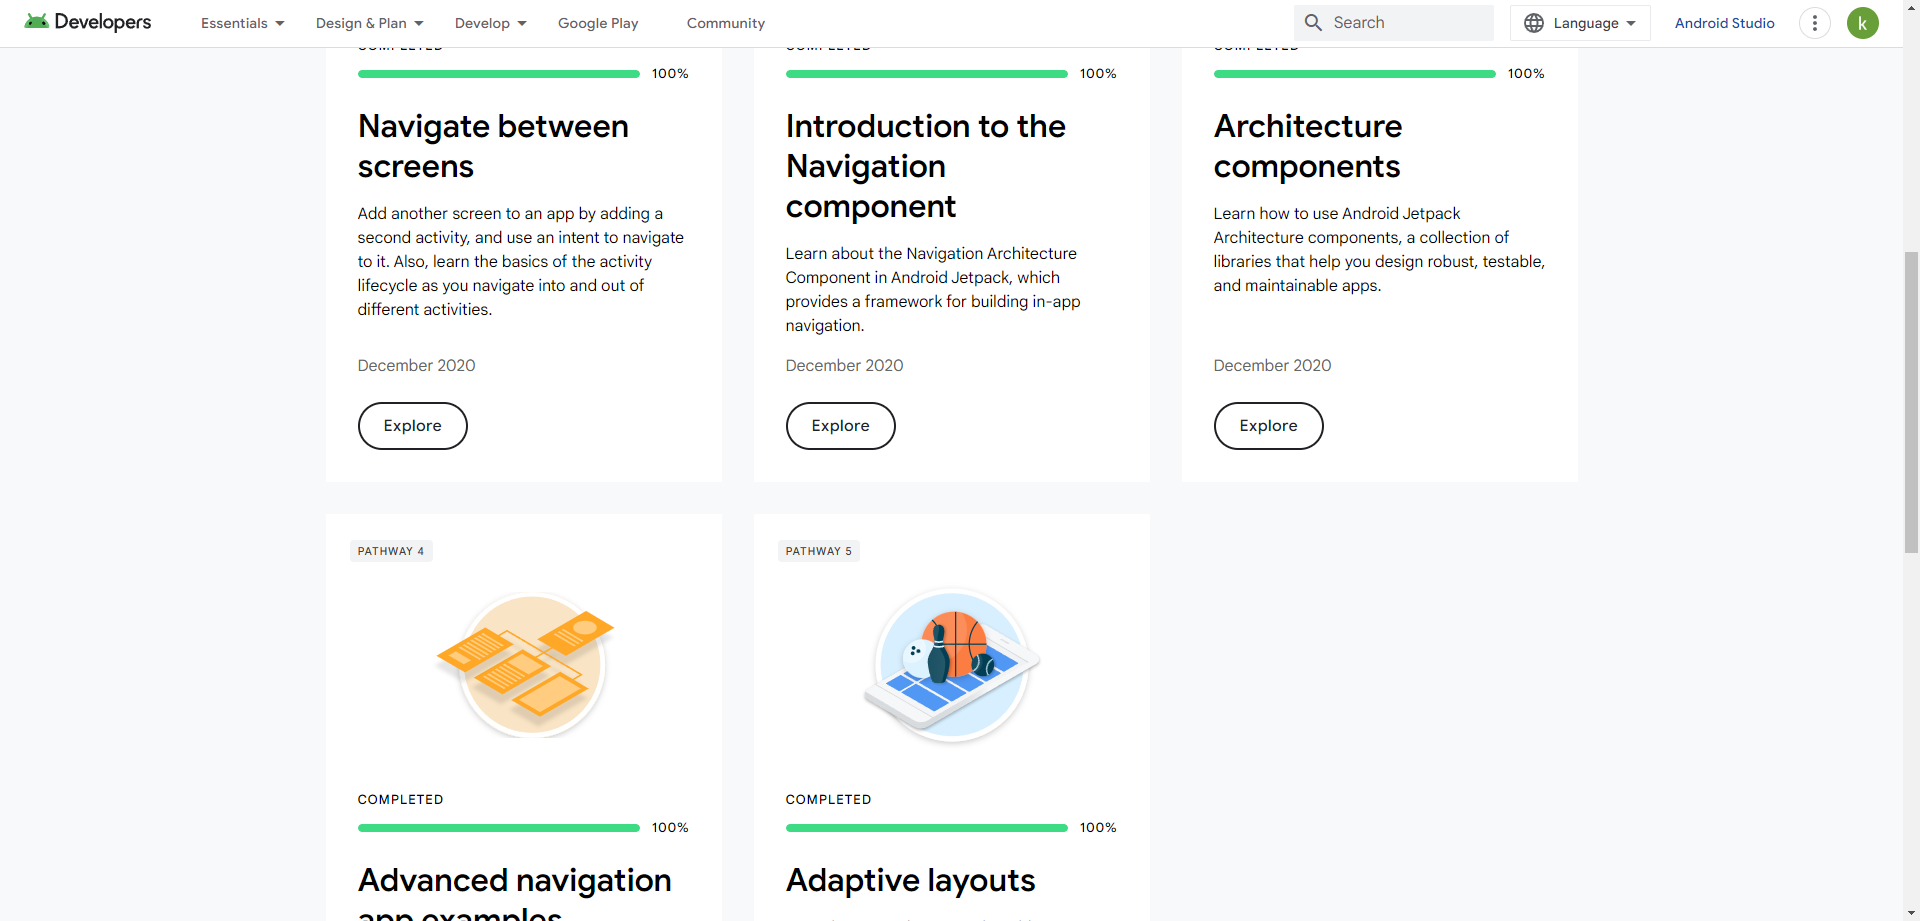 Developers
Essentials
Design & Plan
Develop
Google Play
Community
Search
Language
Android Studio
k
COMPLETED
COMPLETED
COMPLETED
100%
100%
100%
Navigate between
screens
Add another screen to an app by adding a
second activity, and use an intent to navigate
to it. Also, learn the basics of the activity
lifecycle as you navigate into and out of
different activities.
December 2020
Explore
Introduction to the
Navigation
component
Learn about the Navigation Architecture
Component in Android Jetpack, which
provides a framework for building in-app
navigation.
December 2020
Explore
Architecture
components
Learn how to use Android Jetpack
Architecture components, a collection of
libraries that help you design robust, testable,
and maintainable apps.
December 2020
Explore
PATHWAY 4
COMPLETED
100%
Advanced navigation
app examples
PATHWAY 5
COMPLETED
100%
Adaptive layouts